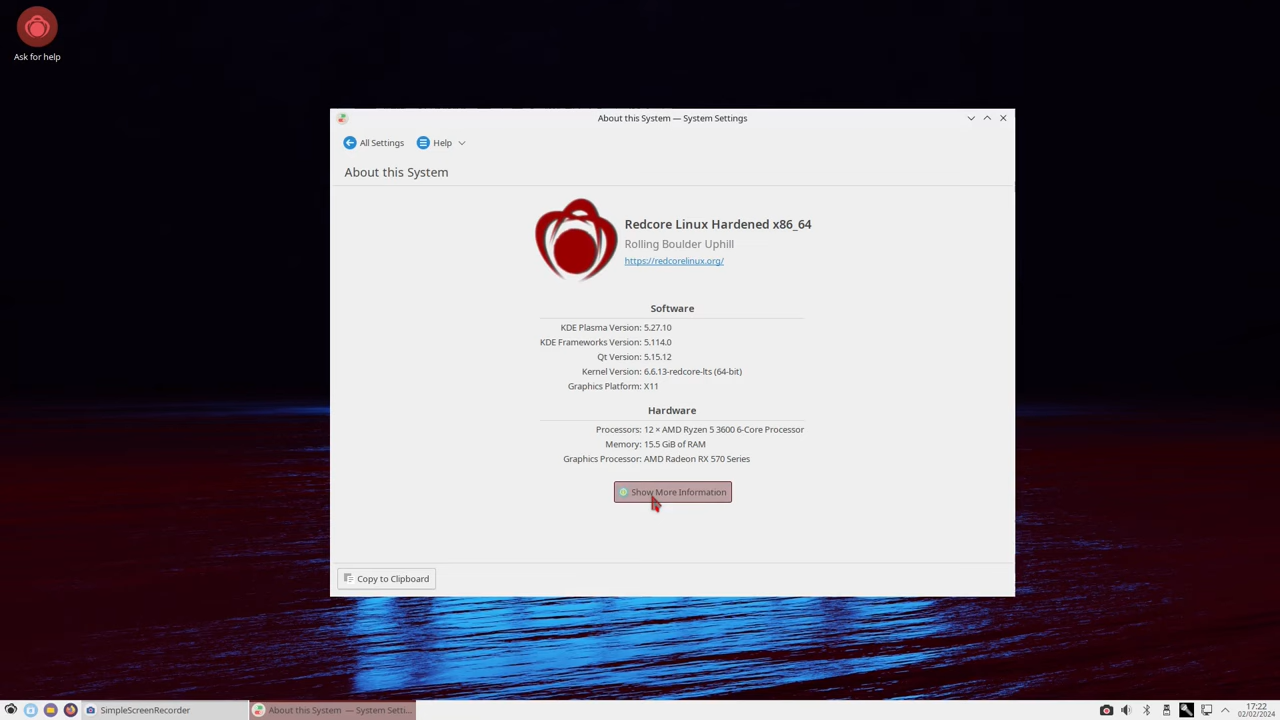 Ask for help
About this System — System Settings
All Settings
Help
About this System
Redcore Linux Hardened x86_64
Rolling Boulder Uphill
https://redcorelinux.org/
Software
KDE Plasma Version: 5.27.10
KDE Frameworks Version: 5.114.0
Qt Version: 5.15.12
Kernel Version: 6.6.13-redcore-lts (64-bit)
Graphics Platform: X11
Hardware
Processors: 12 × AMD Ryzen 5 3600 6-Core Processor
Memory: 15.5 GiB of RAM
Graphics Processor: AMD Radeon RX 570 Series
Show More Information
Copy to Clipboard
SimpleScreenRecorder
About this System — System Setti...
17:22
02/02/2024